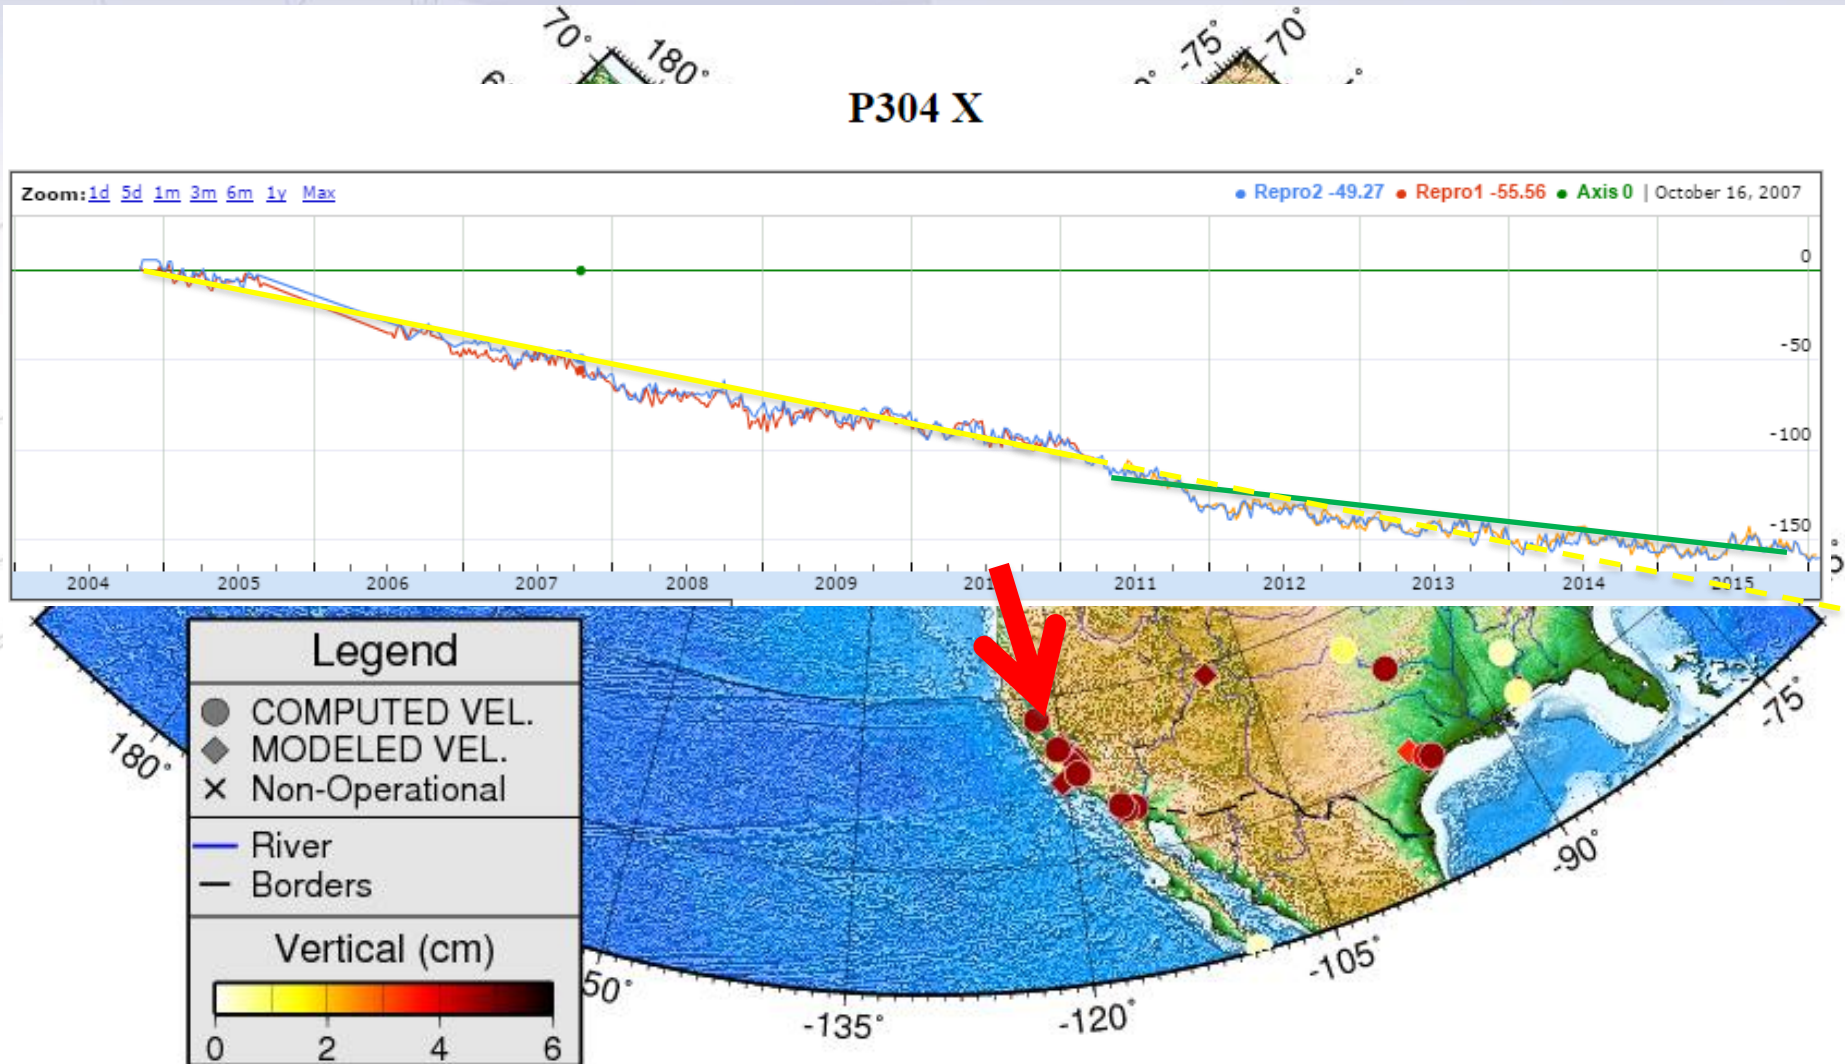 70° 180° -75° 70°
P304 X
Zoom: 1d 5d 1m 3m 6m 1y Max
Repro2 -49.27 Repro1 -55.56 Axis 0 | October 16, 2007
0
-50
-100
-150
2004 2005 2006 2007 2008 2009 2011 2012 2013 2014 2015
Legend
COMPUTED VEL.
MODELED VEL.
Non-Operational
River
Borders
Vertical (cm)
0 2 4 6
180°
50°
-135°
-120°
-105°
-90°
-75°